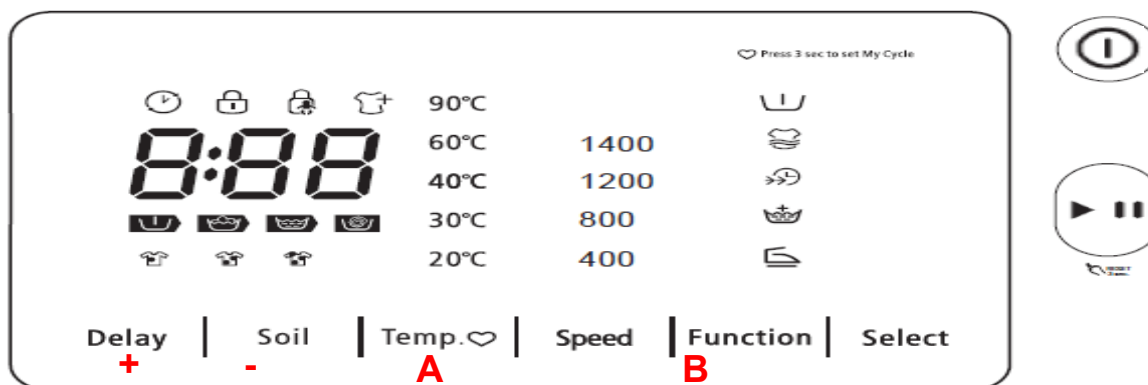 Press 3 sec to set My Cycle
90°C
8:88 60°C 1400
40°C 1200
30°C 800
20°C 400
Delay Soil Temp. Speed Function Select
+ - A B